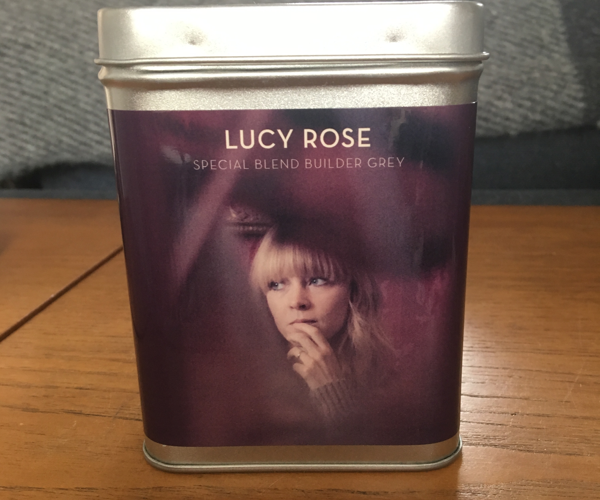 LUCY ROSE
SPECIAL BLEND BUILDER GREY